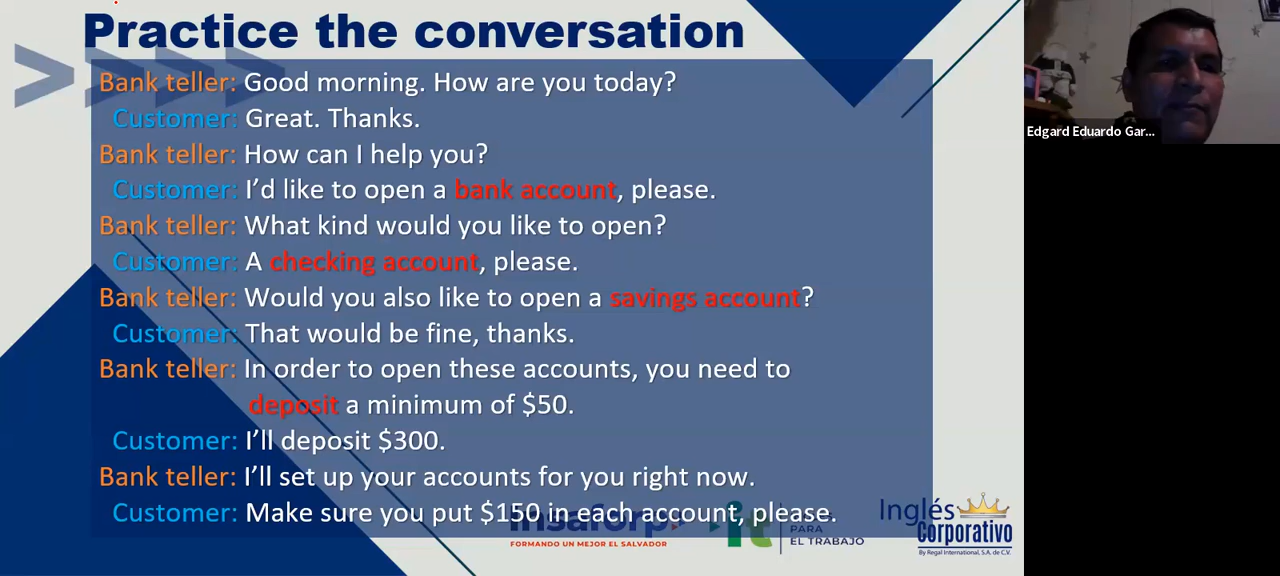 Practice the conversation
Bank teller: Good morning. How are you today?
Customer: Great. Thanks.
Bank teller: How can I help you?
Customer: I'd like to open a bank account, please.
Bank teller: What kind would you like to open?
Customer: A checking account, please.
Bank teller: Would you also like to open a savings account?
Customer: That would be fine, thanks.
Bank teller: In order to open these accounts, you need to
deposit a minimum of $50.
Customer: I'll deposit $300.
Bank teller: I'll set up your accounts for you right now.
Customer: Make sure you put $150 in each account, please.
insaforp
FORMANDO UN MEJOR EL SALVADOR
PARA
EL TRABAJO
Inglés
Corporativo
By Regal International, S.A. de C.V.
Edgard Eduardo Gar...